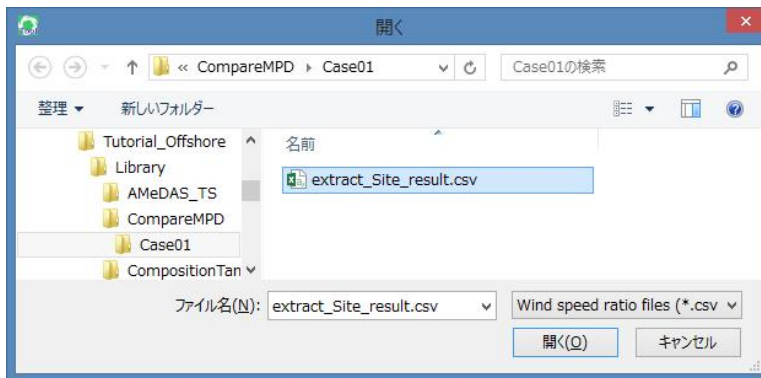 開く
« CompareMPD ▸ Case01
Case01の検索
整理 ▼ 新しいフォルダー
Tutorial_Offshore
Library
AMeDAS_TS
CompareMPD
Case01
CompositionTan
名前
extract_Site_result.csv
ファイル名(N): extract_Site_result.csv
Wind speed ratio files (*.csv
開く(O) キャンセル